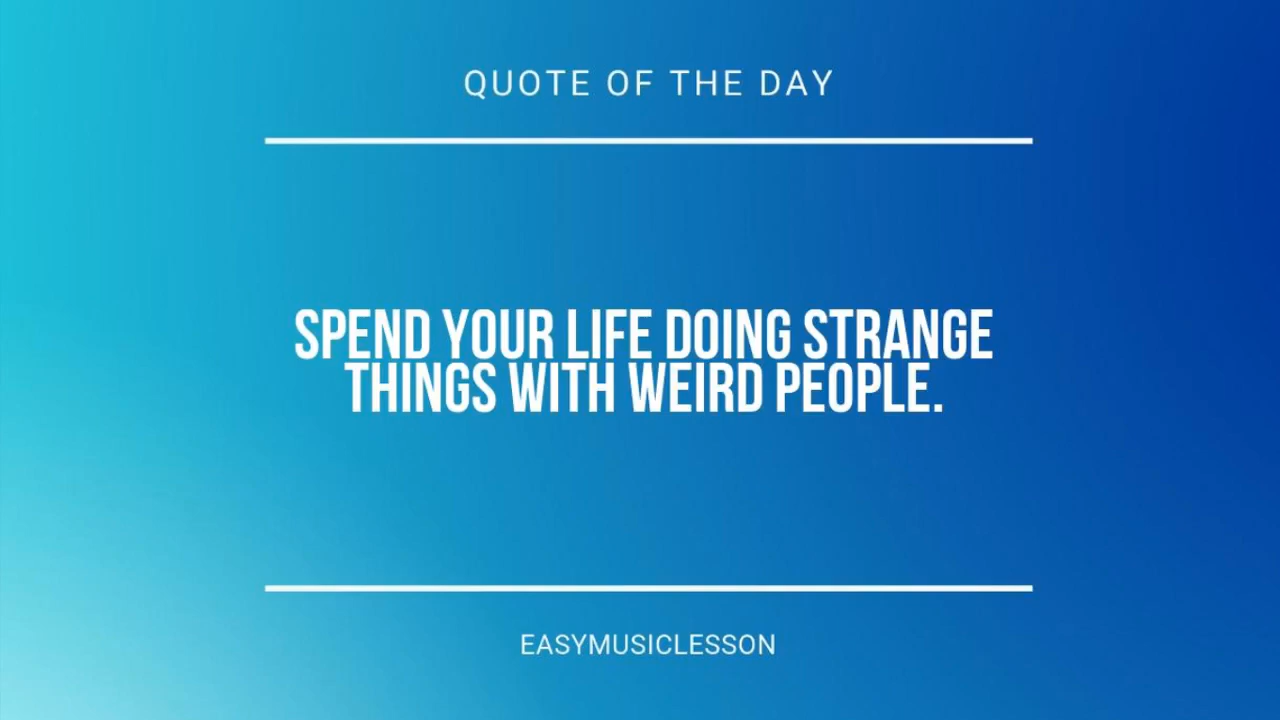 QUOTE OF THE DAY
SPEND YOUR LIFE DOING STRANGE
THINGS WITH WEIRD PEOPLE.
EASYMUSICLESSON